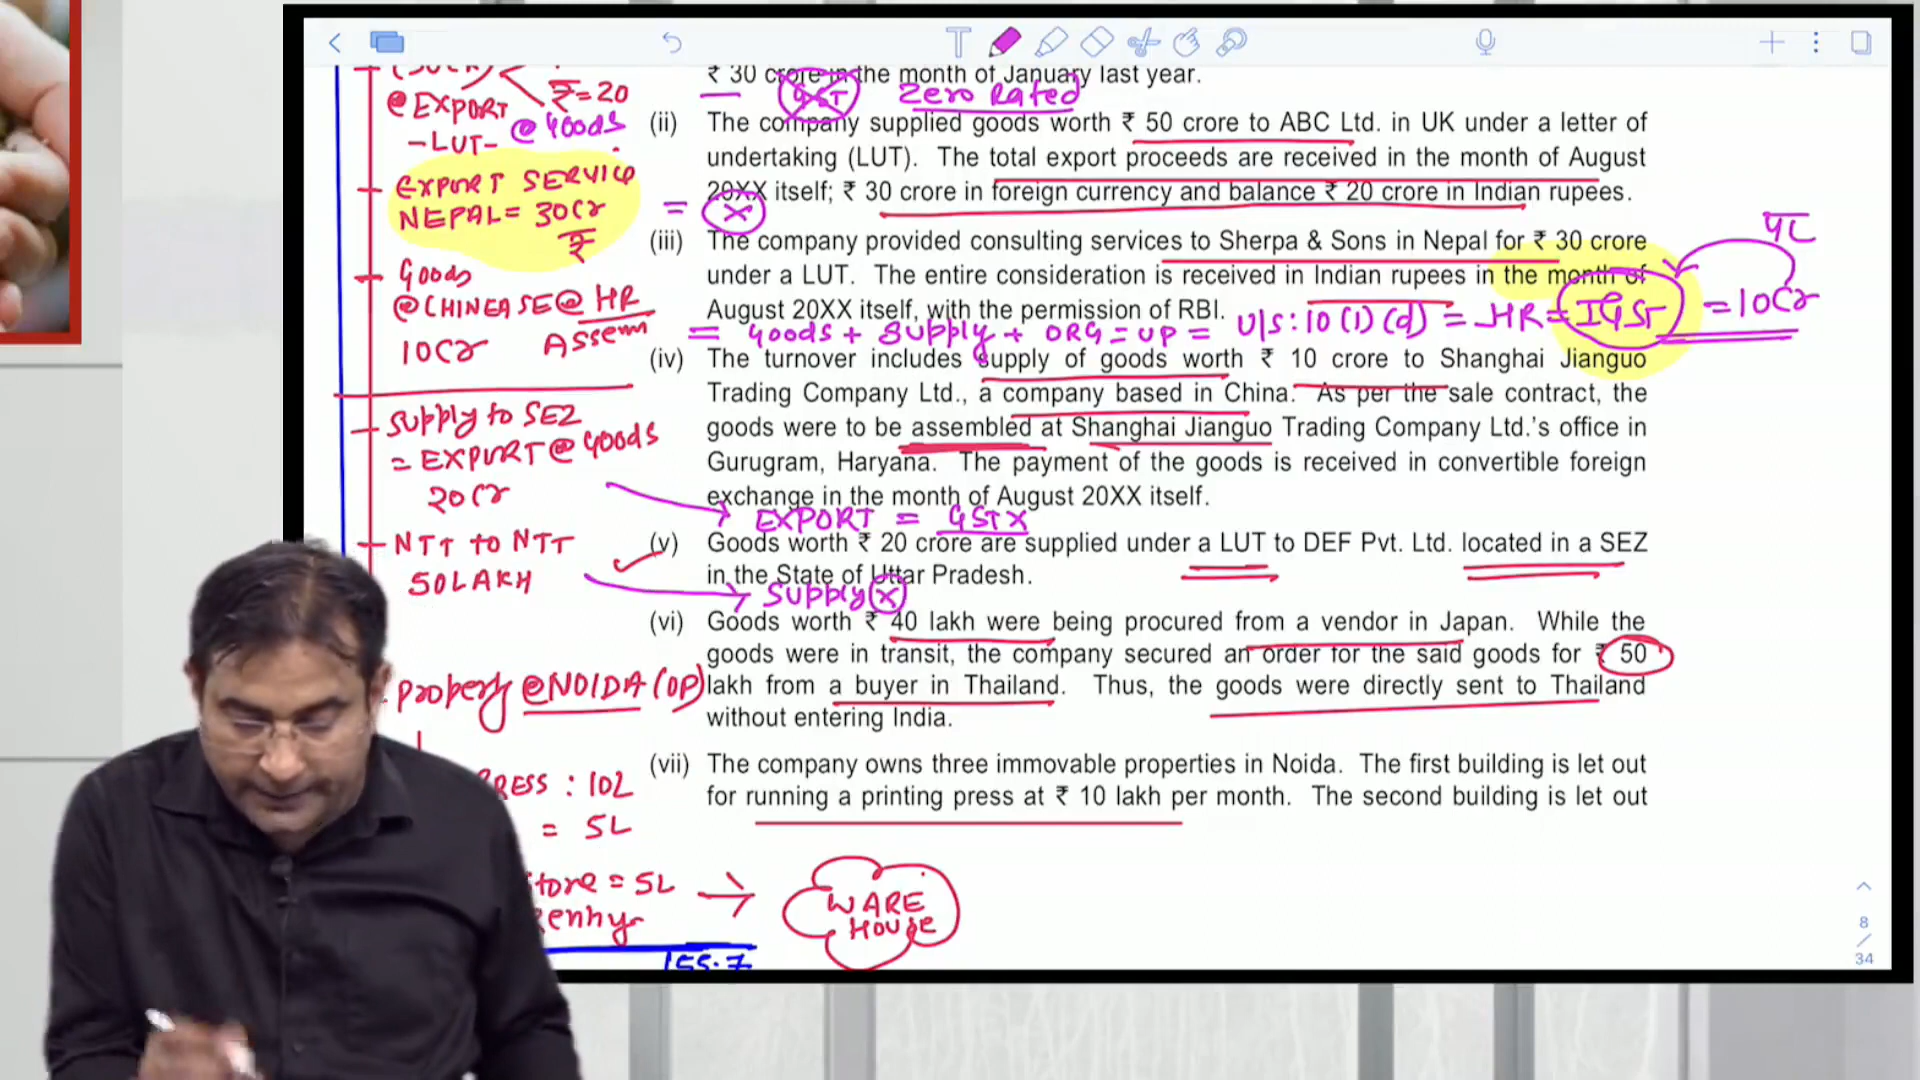 ₹ 30 crore in the month of January last year.
GST Zero Rated
(ii) The company supplied goods worth ₹ 50 crore to ABC Ltd. in UK under a letter of
undertaking (LUT). The total export proceeds are received in the month of August
20XX itself; ₹ 30 crore in foreign currency and balance ₹ 20 crore in Indian rupees.
= X
(iii) The company provided consulting services to Sherpa & Sons in Nepal for ₹ 30 crore
under a LUT. The entire consideration is received in Indian rupees in the month of
August 20XX itself, with the permission of RBI.
= Goods + Supply + ORG = UP = U/S: 10(1)(d) = HR = IGST = 10Cr
(iv) The turnover includes supply of goods worth ₹ 10 crore to Shanghai Jianguo
Trading Company Ltd., a company based in China. As per the sale contract, the
goods were to be assembled at Shanghai Jianguo Trading Company Ltd.'s office in
Gurugram, Haryana. The payment of the goods is received in convertible foreign
exchange in the month of August 20XX itself.
EXPORT = GST X
(v) Goods worth ₹ 20 crore are supplied under a LUT to DEF Pvt. Ltd. located in a SEZ
in the State of Uttar Pradesh.
Supply X
(vi) Goods worth ₹ 40 lakh were being procured from a vendor in Japan. While the
goods were in transit, the company secured an order for the said goods for ₹ 50
lakh from a buyer in Thailand. Thus, the goods were directly sent to Thailand
without entering India.
(vii) The company owns three immovable properties in Noida. The first building is let out
for running a printing press at ₹ 10 lakh per month. The second building is let out
@EXPORT ₹=20
-LUT- @Goods
EXPORT SERVICE
NEPAL = 30Cr
₹
Goods
@CHINEASE@HR
10Cr Assem
Supply to SEZ
= EXPORT @ Goods
20Cr
NTT to NTT
50LAKH
property @NOIDA (OP)
RESS : 10L
= 5L
tore = 5L →
WARE
HOUSE
155.7
8
/
34